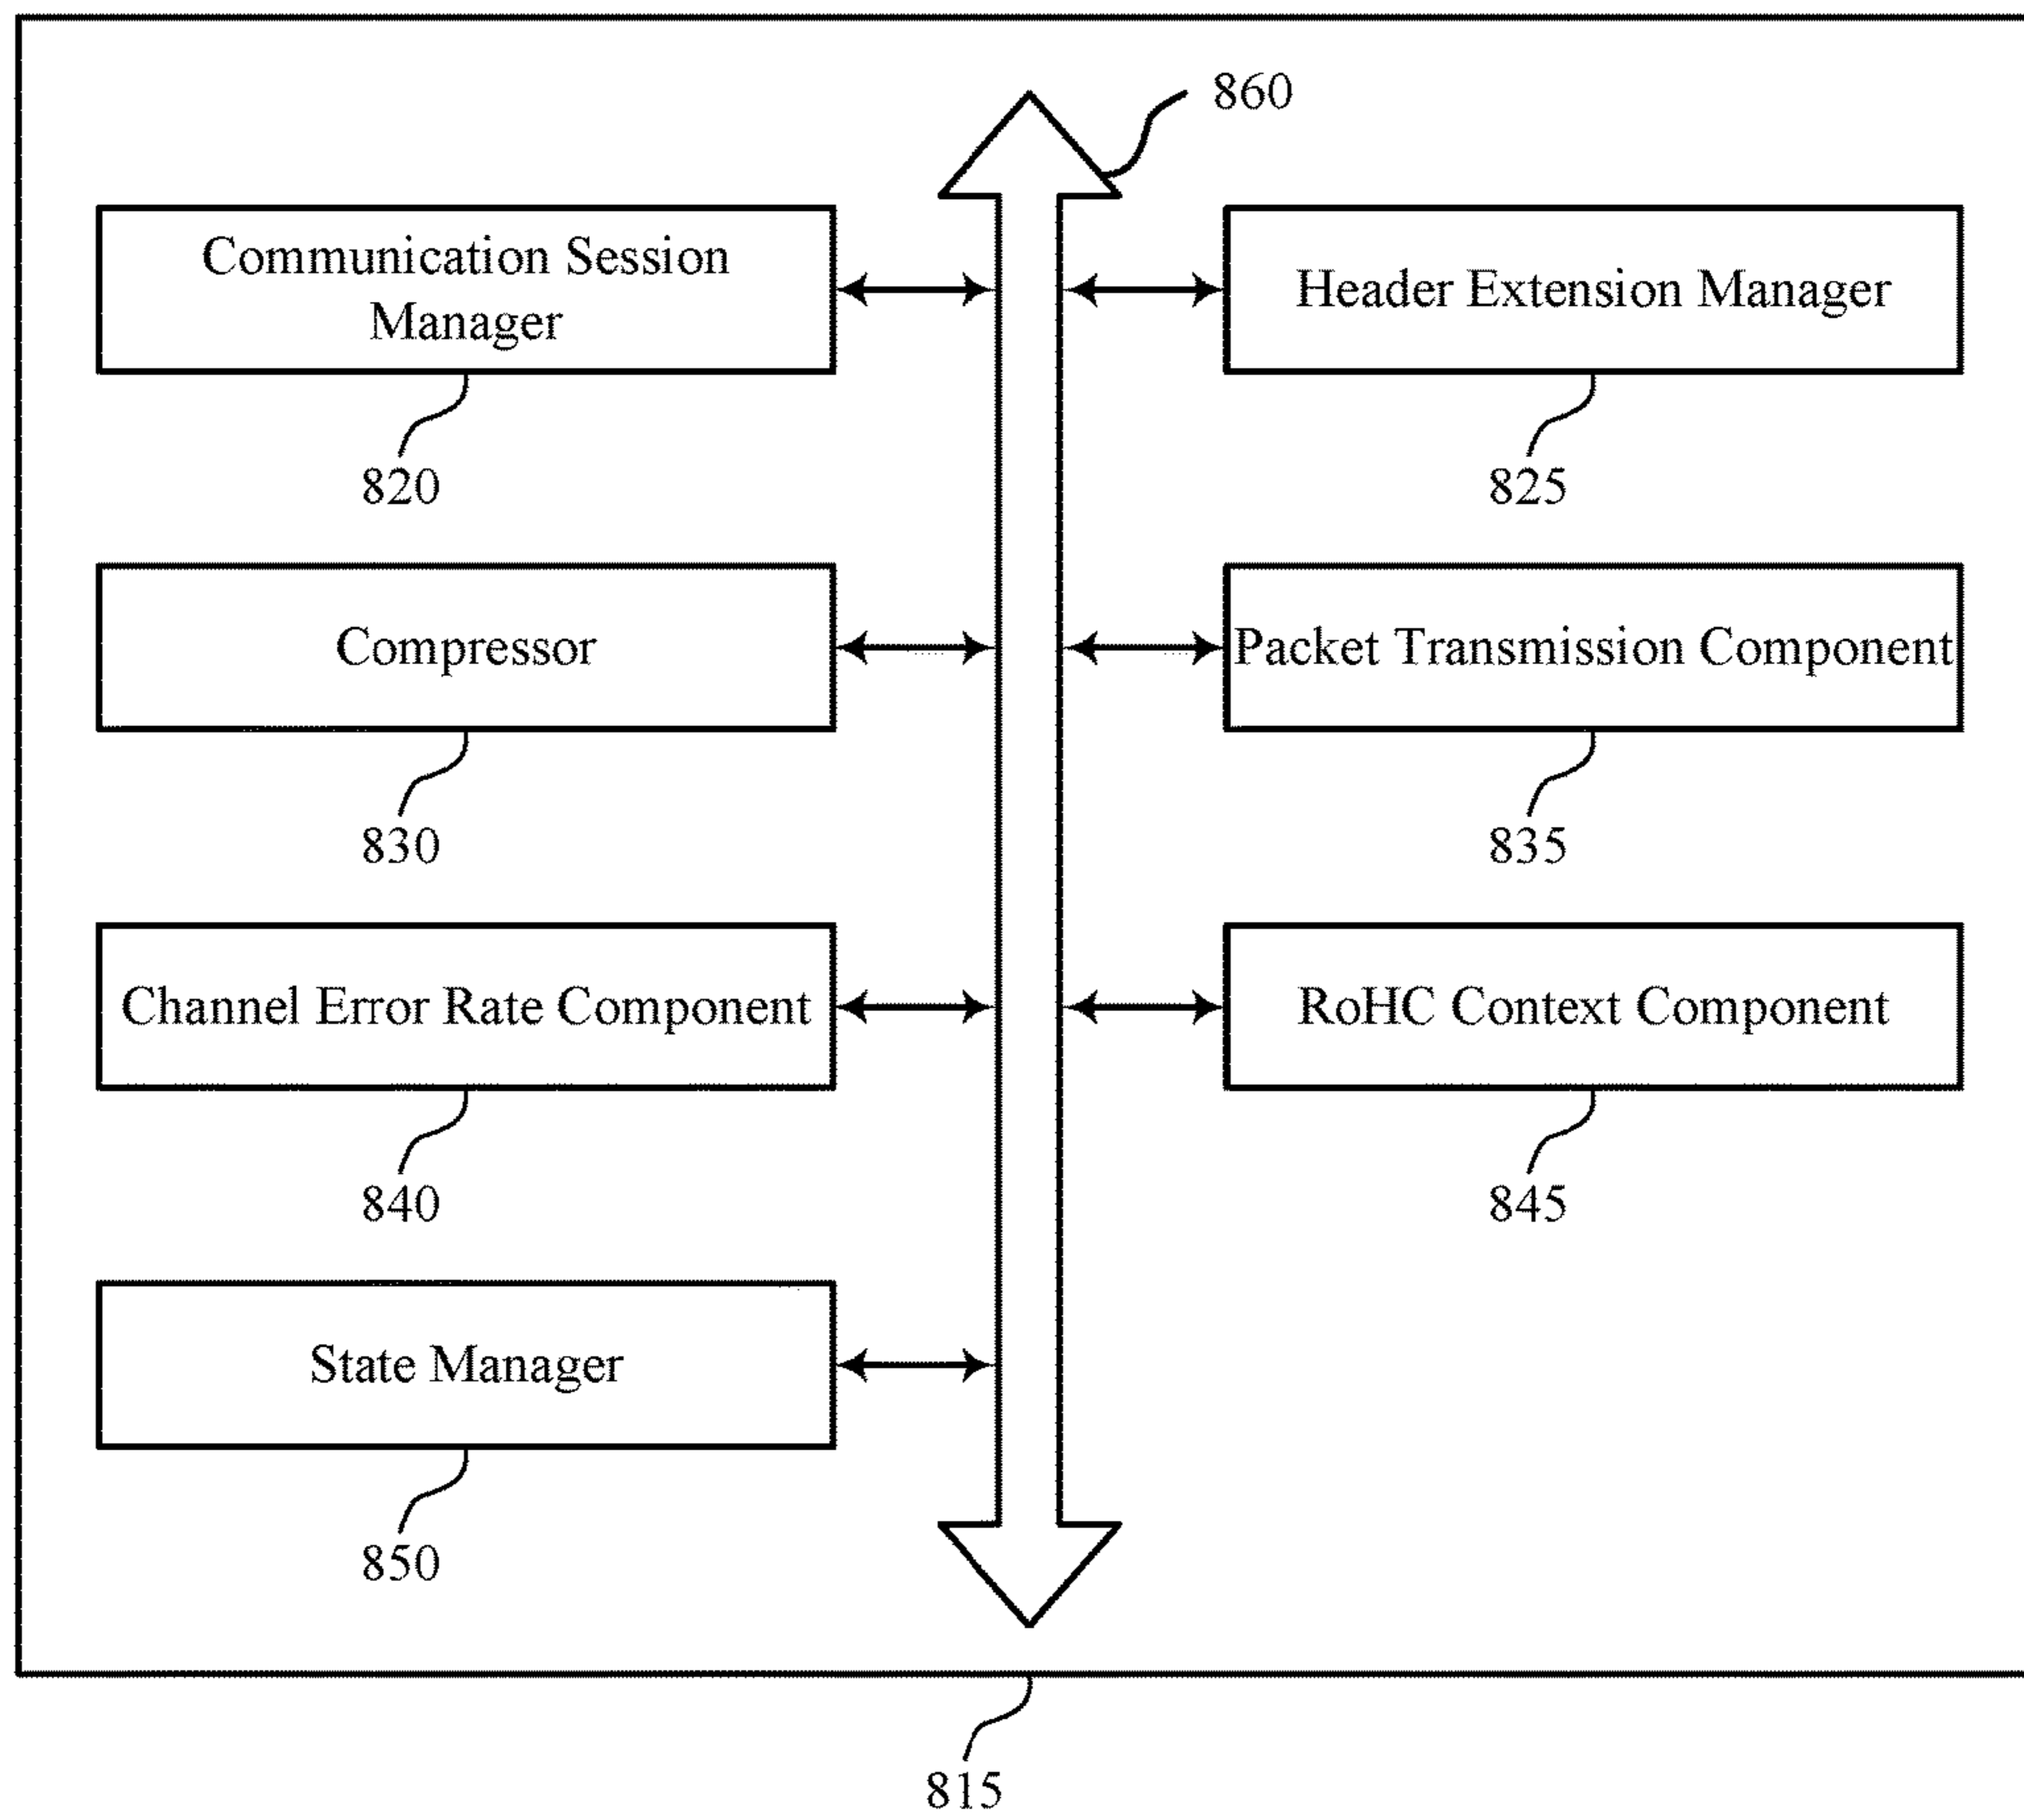 860
Communication Session
Manager
Header Extension Manager
820
825
Compressor
Packet Transmission Component
830
835
Channel Error Rate Component
RoHC Context Component
840
845
State Manager
850
815